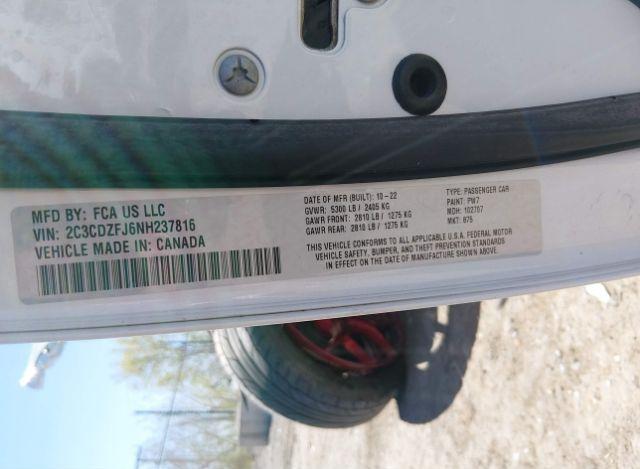 MFD BY: FCA US LLC
VIN: 2C3CDZFJ6NH237816
VEHICLE MADE IN: CANADA
DATE OF MFR (BUILT): 10-22
GVWR: 5300 LB / 2405 KG
GAWR FRONT: 2810 LB / 1275 KG
GAWR REAR: 2810 LB / 1275 KG
TYPE: PASSENGER CAR
PAINT: PW7
MDH: 102707
MKT: 875
THIS VEHICLE CONFORMS TO ALL APPLICABLE U.S.A. FEDERAL MOTOR
VEHICLE SAFETY, BUMPER, AND THEFT PREVENTION STANDARDS
IN EFFECT ON THE DATE OF MANUFACTURE SHOWN ABOVE.